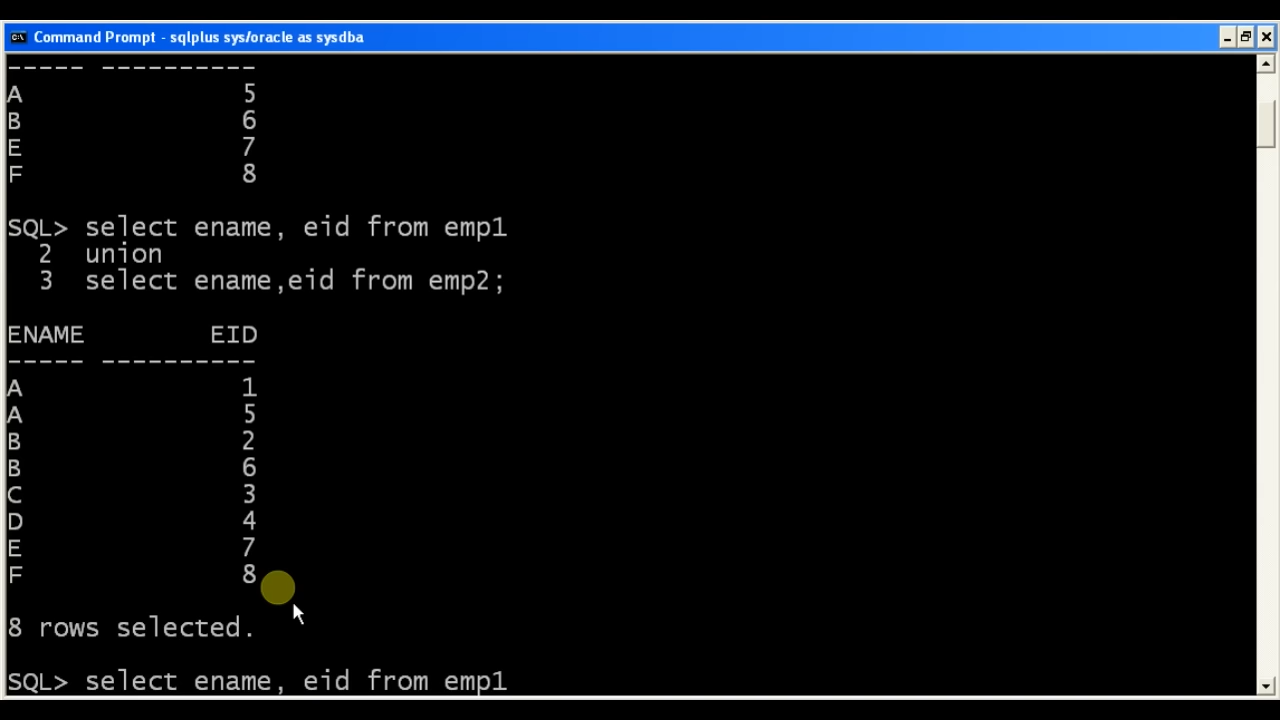 Command Prompt - sqlplus sys/oracle as sysdba
----- ----------
A 5
B 6
E 7
F 8
SQL> select ename, eid from emp1
2 union
3 select ename,eid from emp2;
ENAME EID
----- ----------
A 1
A 5
B 2
B 6
C 3
D 4
E 7
F 8
8 rows selected.
SQL> select ename, eid from emp1